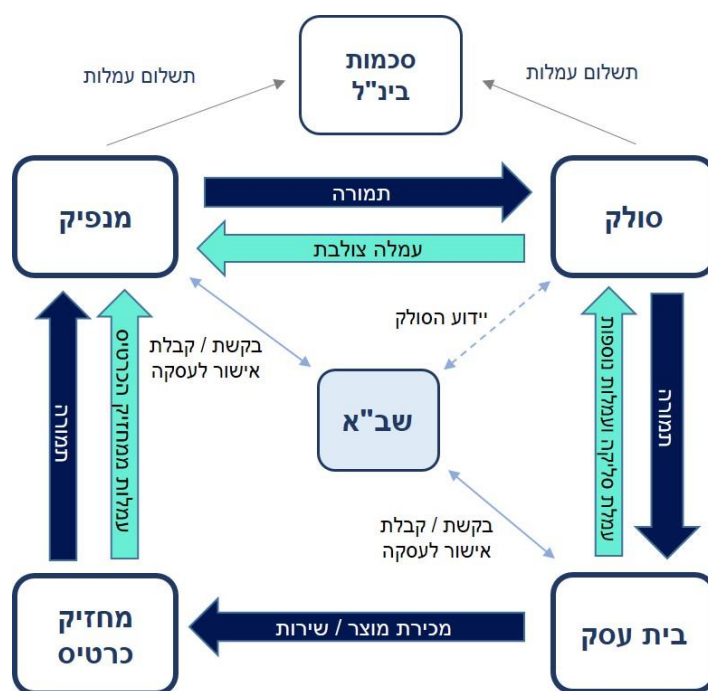 סכמות
בינ"ל
תשלום עמלות
תשלום עמלות
סולק
מנפיק
תמורה
עמלה צולבת
יידוע הסולק
בקשת / קבלת
אישור לעסקה
שב"א
תמורה
עמלת סליקה ועמלות נוספות
עמלות ממחזיק הכרטיס
תמורה
בקשת / קבלת
אישור לעסקה
בית עסק
מכירת מוצר / שירות
מחזיק
כרטיס